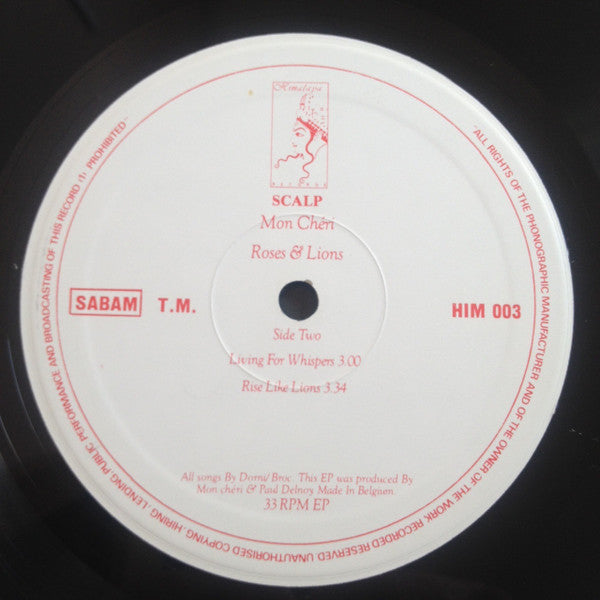 Himalaya
RECORDS
SCALP
Mon Chéri
Roses & Lions
SABAM T.M. HIM 003
Side Two
Living For Whispers 3.00
Rise Like Lions 3.34
All songs By Dorru/Broc. This EP was produced By
Mon chéri & Paul Delnoy. Made In Belgium.
33 RPM EP
"ALL RIGHTS OF THE PHONOGRAPHIC MANUFACTURER AND OF THE OWNER OF THE WORK RECORDED RESERVED. UNAUTHORISED COPYING, HIRING, LENDING, PUBLIC PERFORMANCE AND BROADCASTING OF THIS RECORD (1) PROHIBITED"